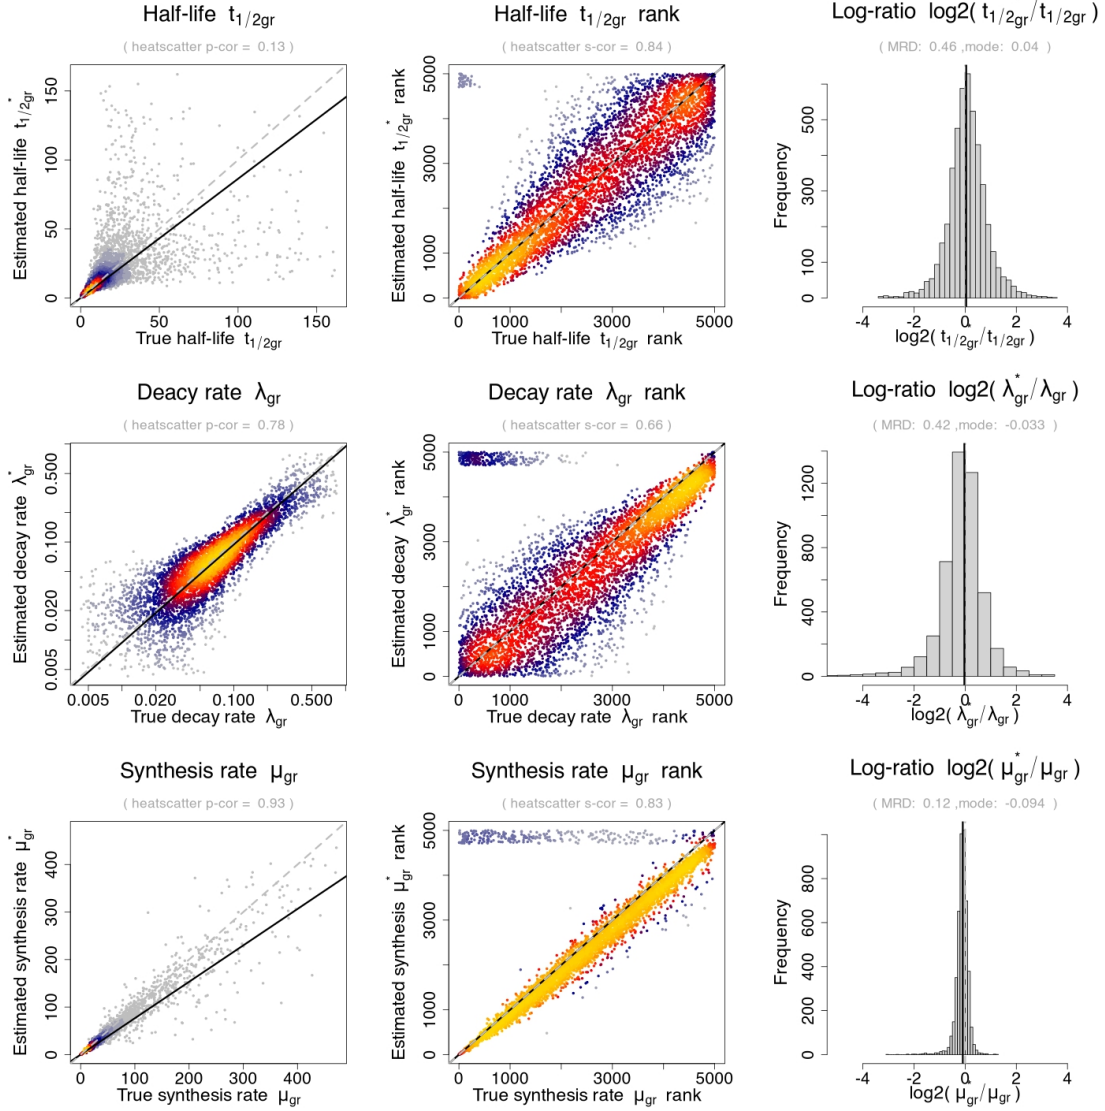 Half-life t1/2gr
( heatscatter p-cor = 0.13 )
Estimated half-life t*1/2gr
150
100
50
0
0 50 100 150
True half-life t1/2gr
Half-life t1/2gr rank
( heatscatter s-cor = 0.84 )
Estimated half-life t*1/2gr rank
5000
3000
1000
0
0 1000 3000 5000
True half-life t1/2gr rank
Log-ratio log2( t*1/2gr/t1/2gr)
( MRD: 0.46 ,mode: 0.04 )
Frequency
500
300
100
0
-4 -2 0 2 4
log2( t*1/2gr/t1/2gr)
Deacy rate λgr
( heatscatter p-cor = 0.78 )
Estimated decay rate λ*gr
0.500
0.100
0.020
0.005
0.005 0.020 0.100 0.500
True decay rate λgr
Decay rate λgr rank
( heatscatter s-cor = 0.66 )
Estimated decay λ*gr rank
5000
3000
1000
0
0 1000 3000 5000
True decay rate λgr rank
Log-ratio log2( λ*gr/λgr)
( MRD: 0.42 ,mode: -0.033 )
Frequency
1200
800
400
0
-4 -2 0 2 4
log2( λ*gr/λgr)
Synthesis rate μgr
( heatscatter p-cor = 0.93 )
Estimated synthesis rate μ*gr
400
300
200
100
0
0 100 200 300 400
True synthesis rate μgr
Synthesis rate μgr rank
( heatscatter s-cor = 0.83 )
Estimated synthesis μ*gr rank
5000
3000
1000
0
0 1000 3000 5000
True synthesis rate μgr rank
Log-ratio log2( μ*gr/μgr)
( MRD: 0.12 ,mode: -0.094 )
Frequency
800
600
400
200
0
-4 -2 0 2 4
log2( μ*gr/μgr)